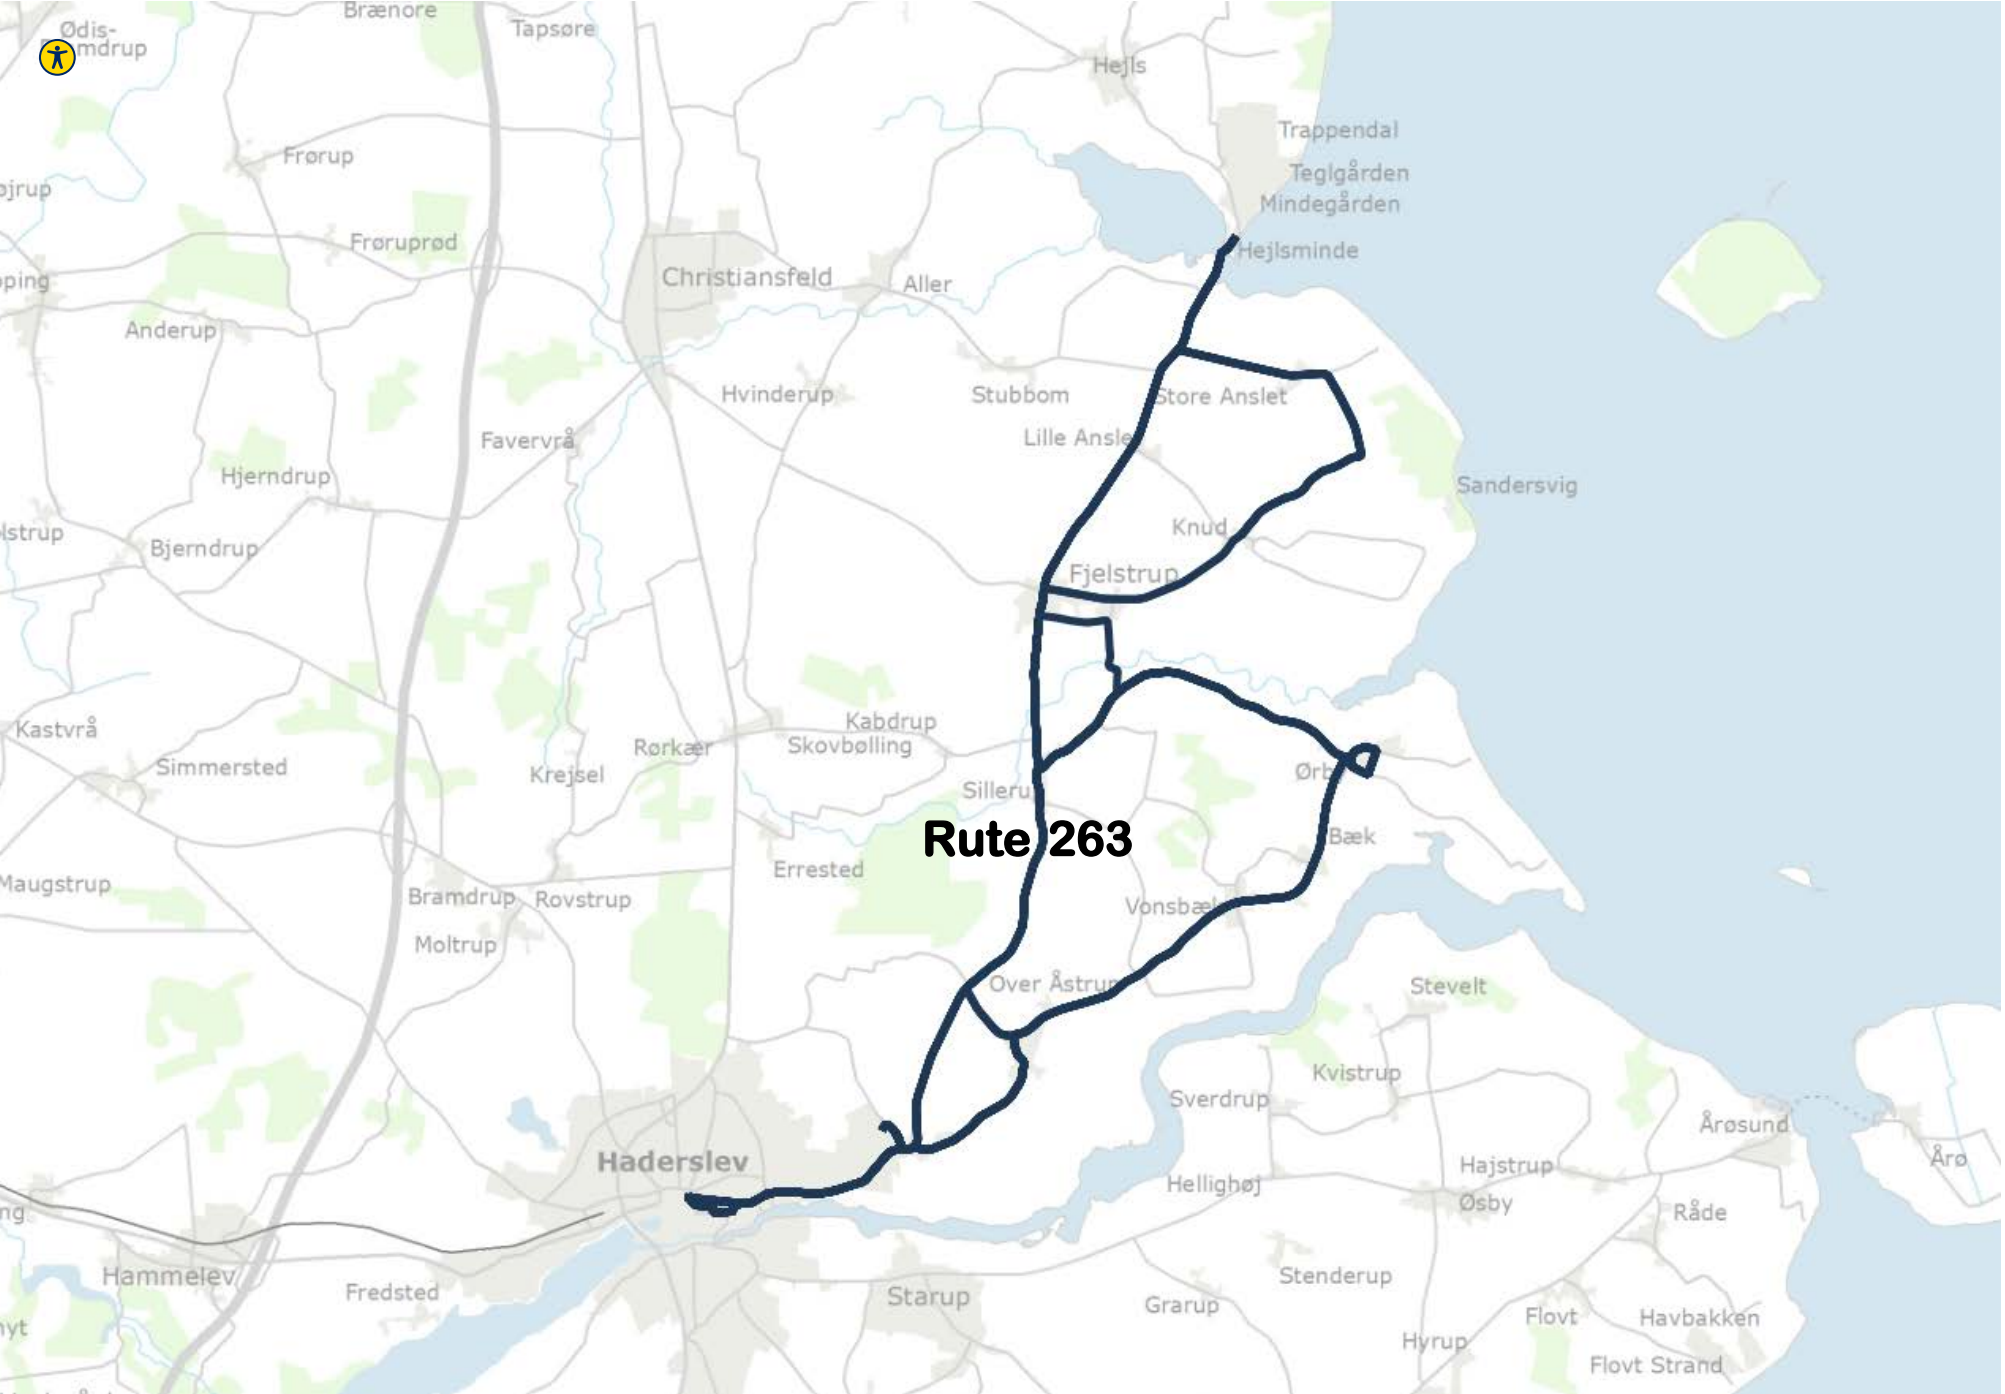 Brænore
Tapsøre
Ødis-
mdrup
Hejls
Trappendal
Frørup
Teglgården
Mindegården
Frøruprød
Hejlsminde
Christiansfeld
Aller
Anderup
Hvinderup
Stubbom
Store Anslet
Lille Ansle
Favervrå
Hjerndrup
Sandersvig
Knud
Bjerndrup
Fjelstrup
Kastvrå
Kabdrup
Skovbølling
Rørkær
Simmersted
Krejsel
Ørb
Silleru
Rute 263
Bæk
Errested
Maugstrup
Bramdrup
Rovstrup
Vonsbæk
Moltrup
Over Åstrup
Stevelt
Kvistrup
Sverdrup
Årøsund
Haderslev
Hajstrup
Årø
Hellighøj
Øsby
Råde
Hammelev
Fredsted
Stenderup
Starup
Grarup
Flovt
Havbakken
Hyrup
Flovt Strand